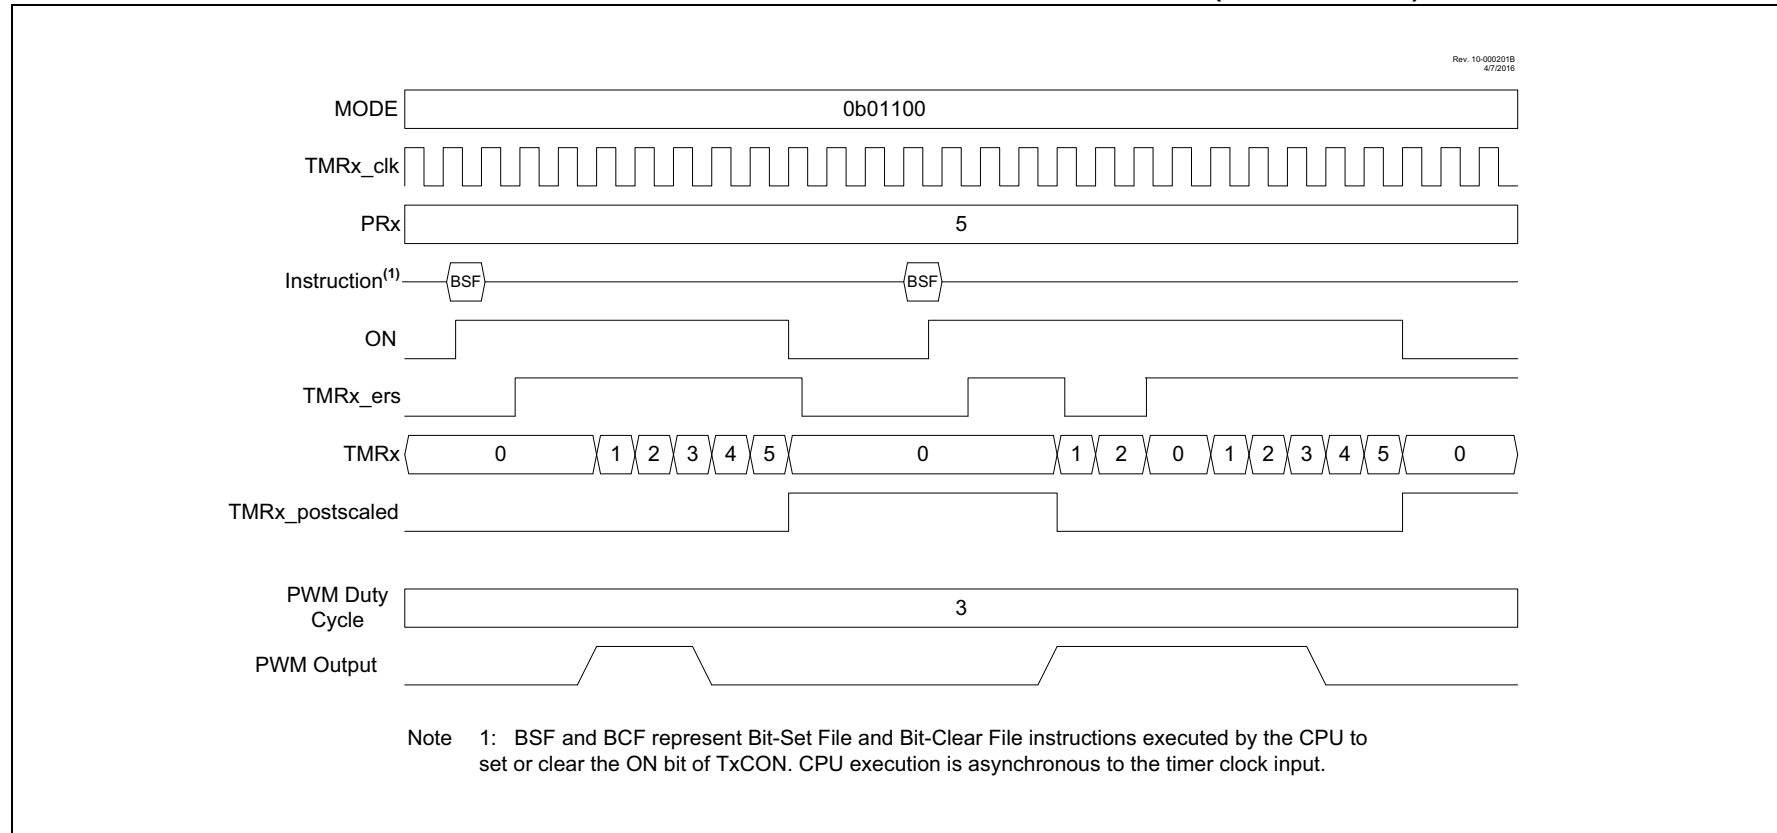 Rev. 10-000201B
4/7/2016
MODE 0b01100
TMRx_clk
PRx 5
Instruction(1) BSF BSF
ON
TMRx_ers
TMRx 0 1 2 3 4 5 0 1 2 0 1 2 3 4 5 0
TMRx_postscaled
PWM Duty
Cycle 3
PWM Output
Note 1: BSF and BCF represent Bit-Set File and Bit-Clear File instructions executed by the CPU to
set or clear the ON bit of TxCON. CPU execution is asynchronous to the timer clock input.